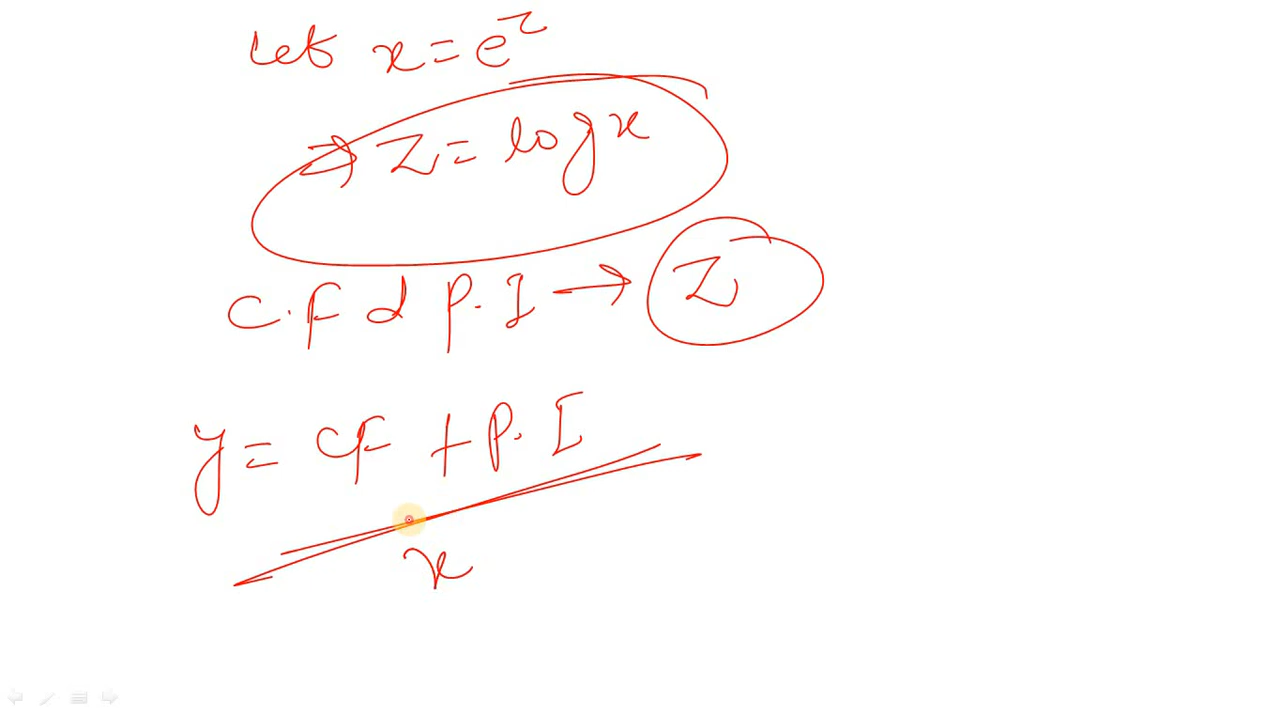 Let x = e^z
⇒ z = log x
C.F & P.I → z
y = CF + P.I
x